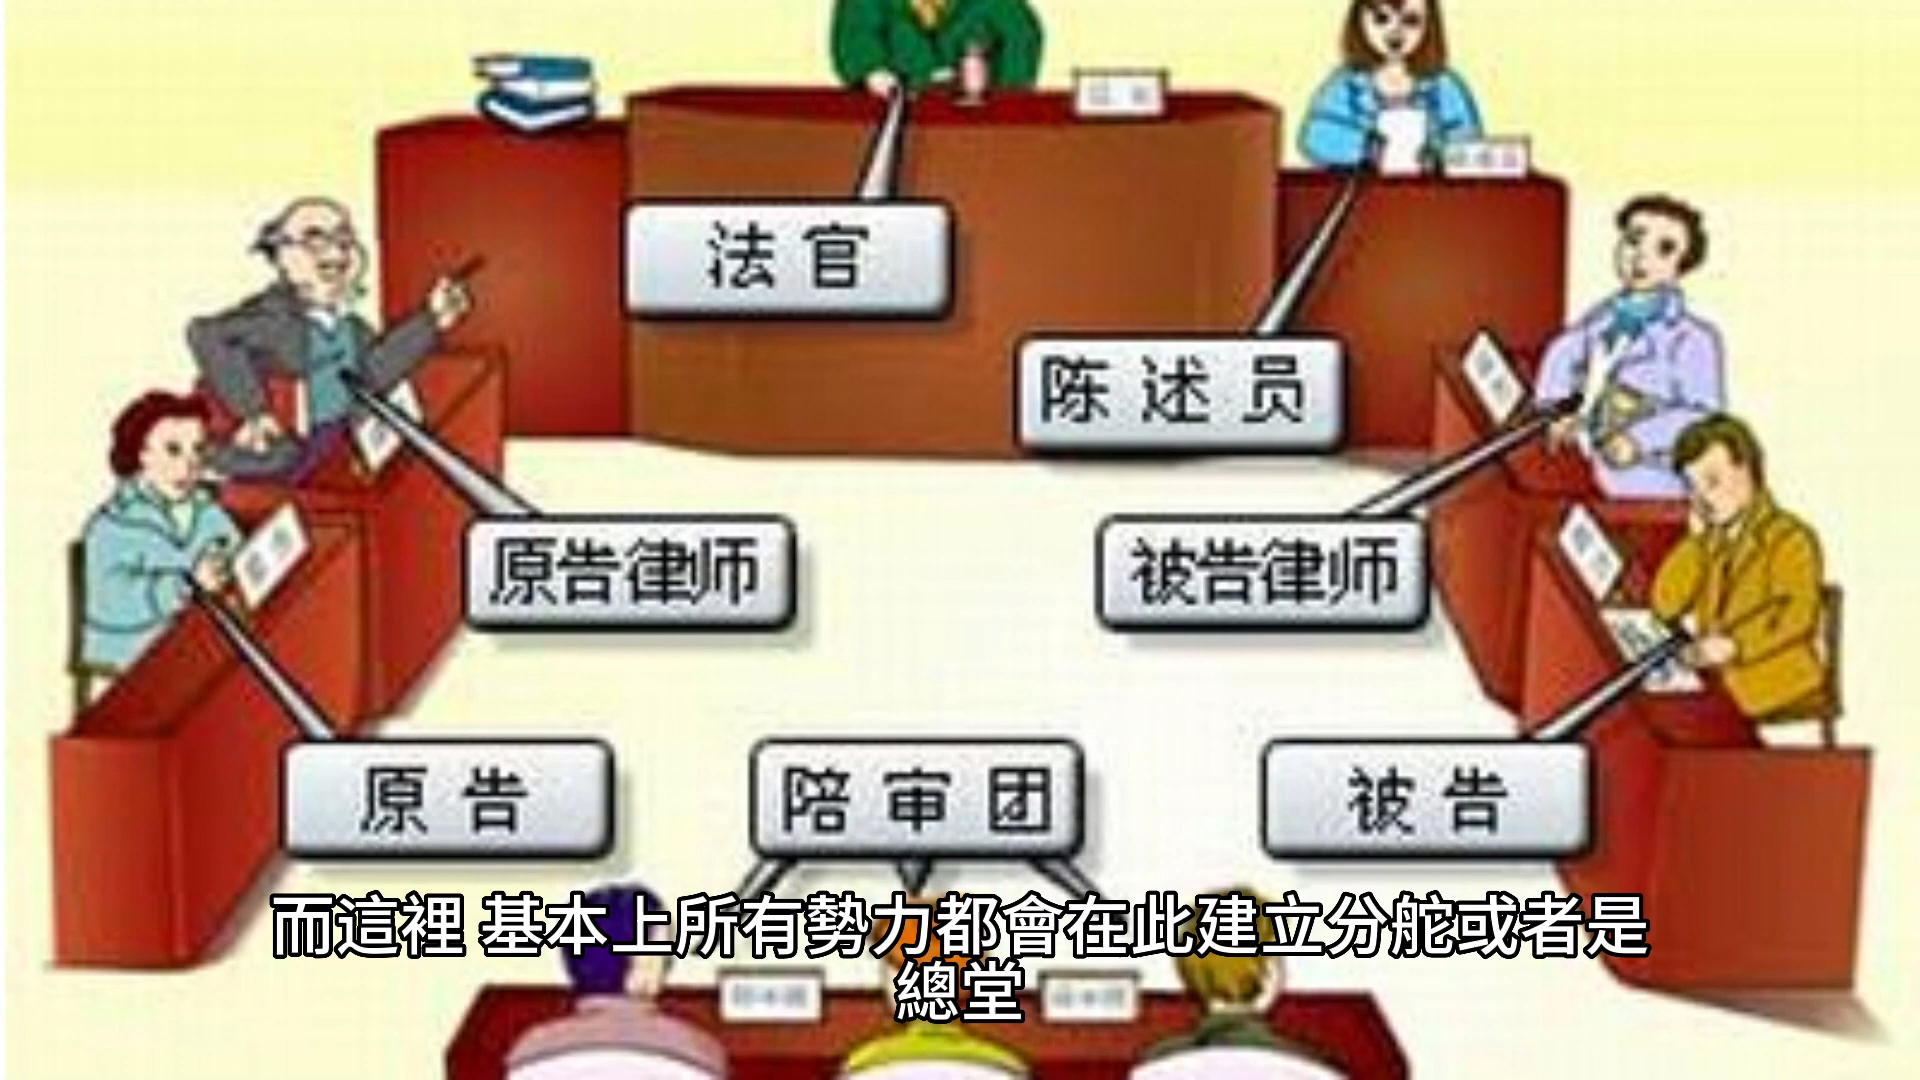 法官
陈述员
原告律师
被告律师
原告
陪审团
被告
而這裡 基本上所有勢力都會在此建立分舵或者是
總堂